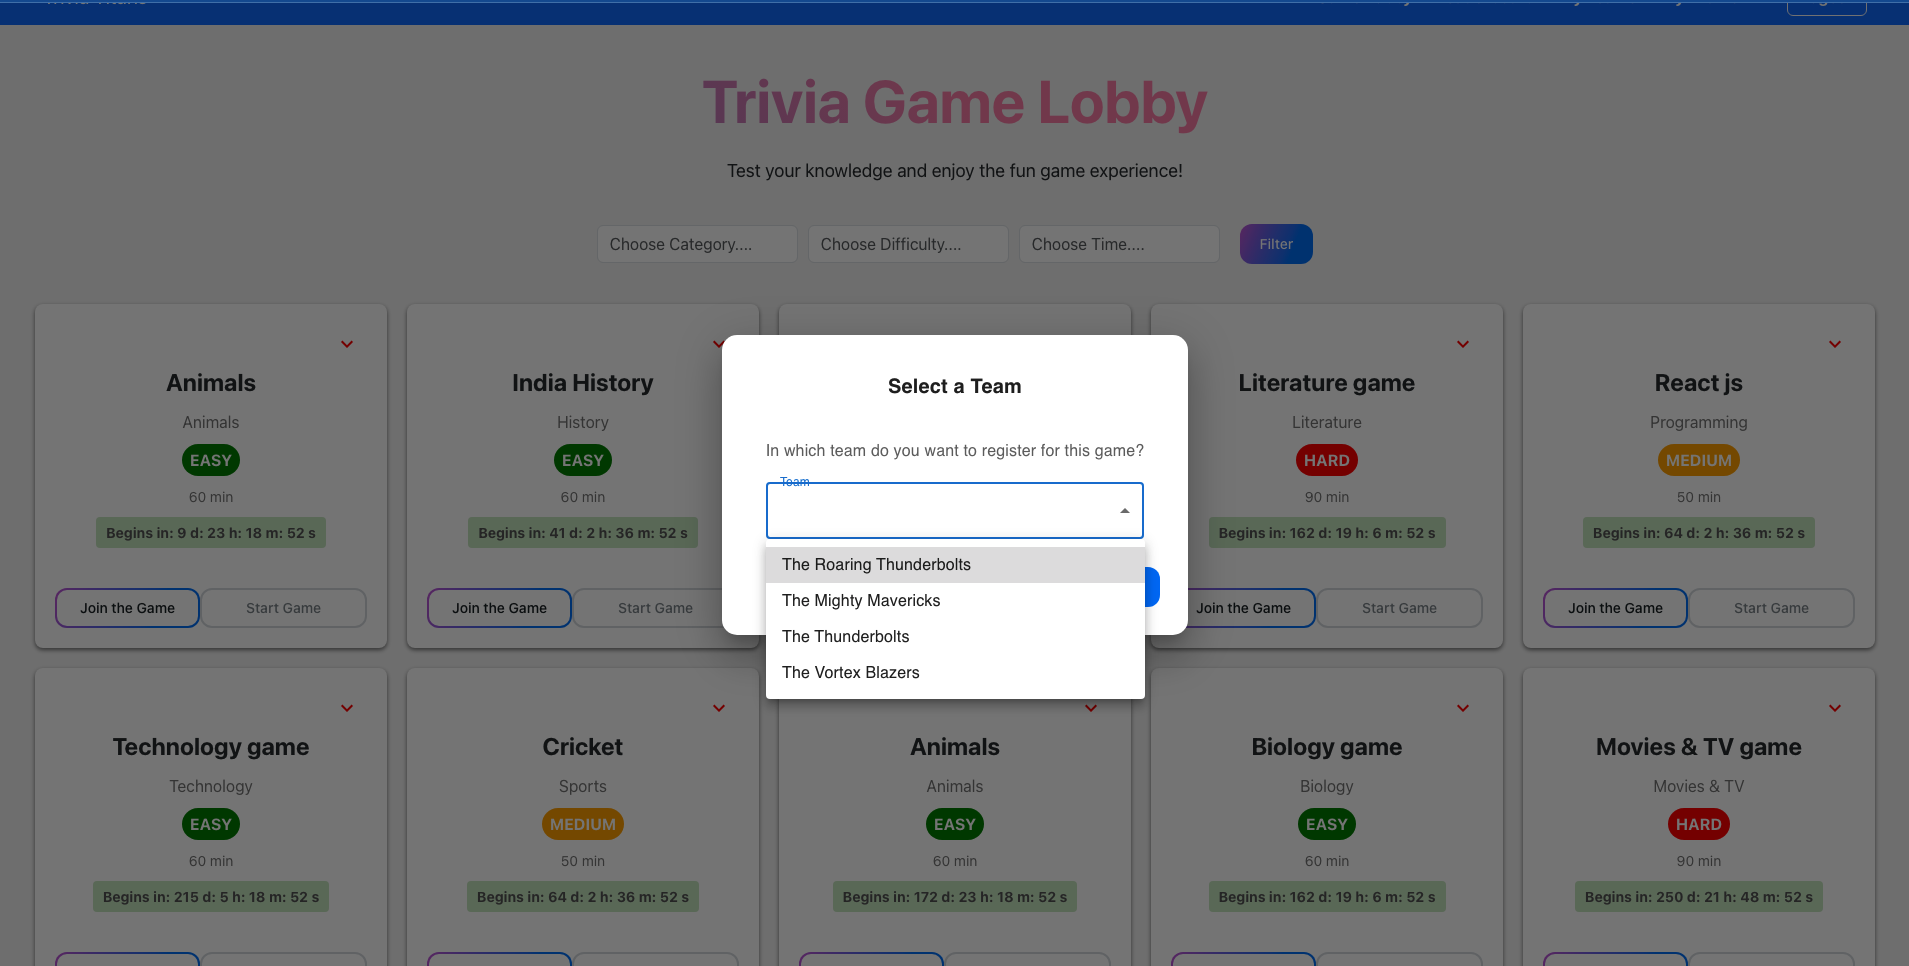 Trivia Game Lobby
Test your knowledge and enjoy the fun game experience!
Choose Category....
Choose Difficulty....
Choose Time....
Filter
Animals
Animals
EASY
60 min
Begins in: 9 d: 23 h: 18 m: 52 s
Join the Game
Start Game
India History
History
EASY
60 min
Begins in: 41 d: 2 h: 36 m: 52 s
Join the Game
Start Game
Select a Team
In which team do you want to register for this game?
Team
The Roaring Thunderbolts
The Mighty Mavericks
The Thunderbolts
The Vortex Blazers
Literature game
Literature
HARD
90 min
Begins in: 162 d: 19 h: 6 m: 52 s
Join the Game
Start Game
React js
Programming
MEDIUM
50 min
Begins in: 64 d: 2 h: 36 m: 52 s
Join the Game
Start Game
Technology game
Technology
EASY
60 min
Begins in: 215 d: 5 h: 18 m: 52 s
Cricket
Sports
MEDIUM
50 min
Begins in: 64 d: 2 h: 36 m: 52 s
Animals
Animals
EASY
60 min
Begins in: 172 d: 23 h: 18 m: 52 s
Biology game
Biology
EASY
60 min
Begins in: 162 d: 19 h: 6 m: 52 s
Movies & TV game
Movies & TV
HARD
90 min
Begins in: 250 d: 21 h: 48 m: 52 s